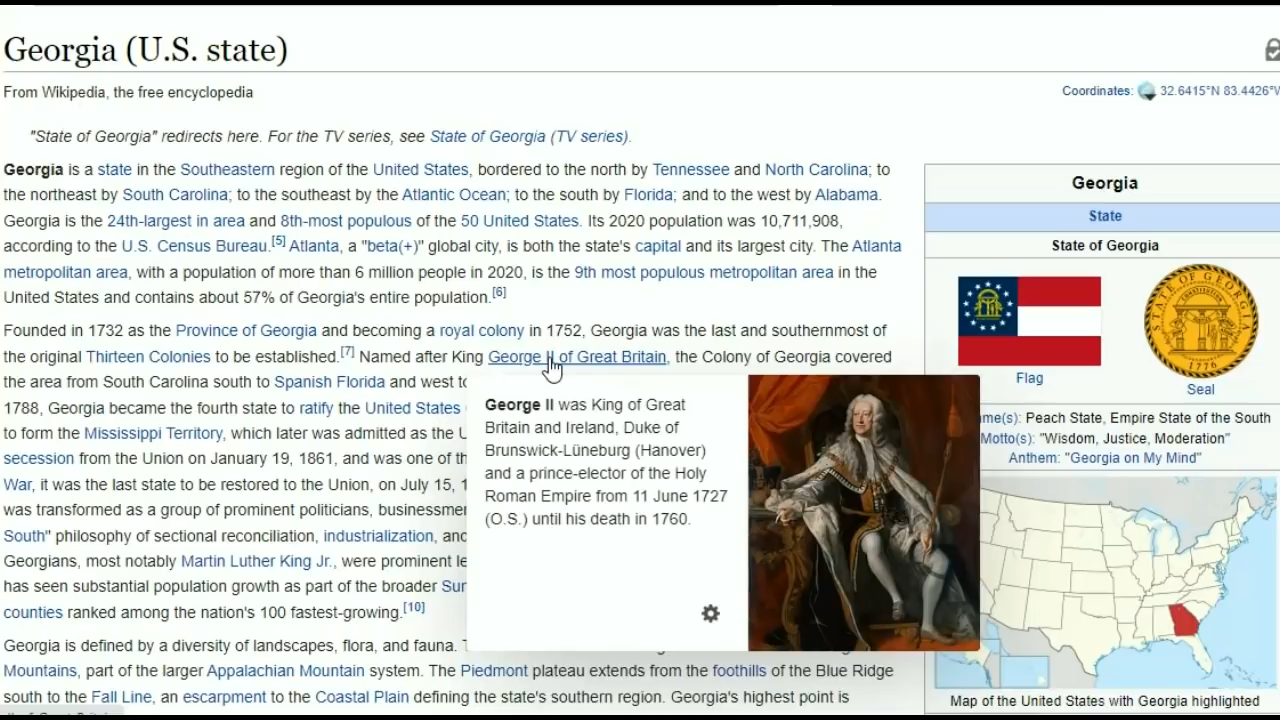 Georgia (U.S. state)
From Wikipedia, the free encyclopedia
Coordinates: 32.6415°N 83.4426°W
"State of Georgia" redirects here. For the TV series, see State of Georgia (TV series).
Georgia is a state in the Southeastern region of the United States, bordered to the north by Tennessee and North Carolina; to
the northeast by South Carolina; to the southeast by the Atlantic Ocean; to the south by Florida; and to the west by Alabama.
Georgia is the 24th-largest in area and 8th-most populous of the 50 United States. Its 2020 population was 10,711,908,
according to the U.S. Census Bureau.[5] Atlanta, a "beta(+)" global city, is both the state's capital and its largest city. The Atlanta
metropolitan area, with a population of more than 6 million people in 2020, is the 9th most populous metropolitan area in the
United States and contains about 57% of Georgia's entire population.[6]
Founded in 1732 as the Province of Georgia and becoming a royal colony in 1752, Georgia was the last and southernmost of
the original Thirteen Colonies to be established.[7] Named after King George II of Great Britain, the Colony of Georgia covered
the area from South Carolina south to Spanish Florida and west to
1788, Georgia became the fourth state to ratify the United States
to form the Mississippi Territory, which later was admitted as the U
secession from the Union on January 19, 1861, and was one of th
War, it was the last state to be restored to the Union, on July 15, 1
was transformed as a group of prominent politicians, businessmen
South" philosophy of sectional reconciliation, industrialization, and
Georgians, most notably Martin Luther King Jr., were prominent le
has seen substantial population growth as part of the broader Sun
counties ranked among the nation's 100 fastest-growing.[10]
Georgia is defined by a diversity of landscapes, flora, and fauna.
Mountains, part of the larger Appalachian Mountain system. The Piedmont plateau extends from the foothills of the Blue Ridge
south to the Fall Line, an escarpment to the Coastal Plain defining the state's southern region. Georgia's highest point is
George II was King of Great
Britain and Ireland, Duke of
Brunswick-Lüneburg (Hanover)
and a prince-elector of the Holy
Roman Empire from 11 June 1727
(O.S.) until his death in 1760.
Georgia
State
State of Georgia
STATE OF GEORGIA
CONSTITUTION
1776
Flag
Seal
me(s): Peach State, Empire State of the South
Motto(s): "Wisdom, Justice, Moderation"
Anthem: "Georgia on My Mind"
Map of the United States with Georgia highlighted